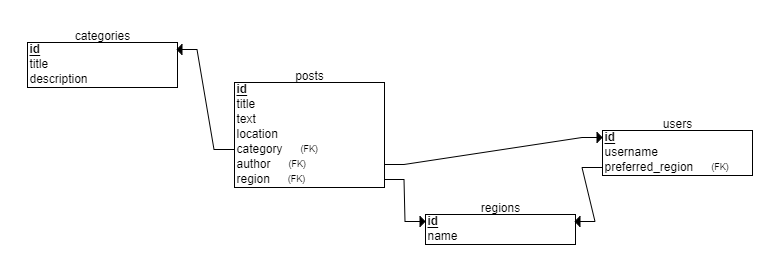 categories
id
title
description
posts
id
title
text
location
category (FK)
author (FK)
region (FK)
users
id
username
preferred_region (FK)
regions
id
name